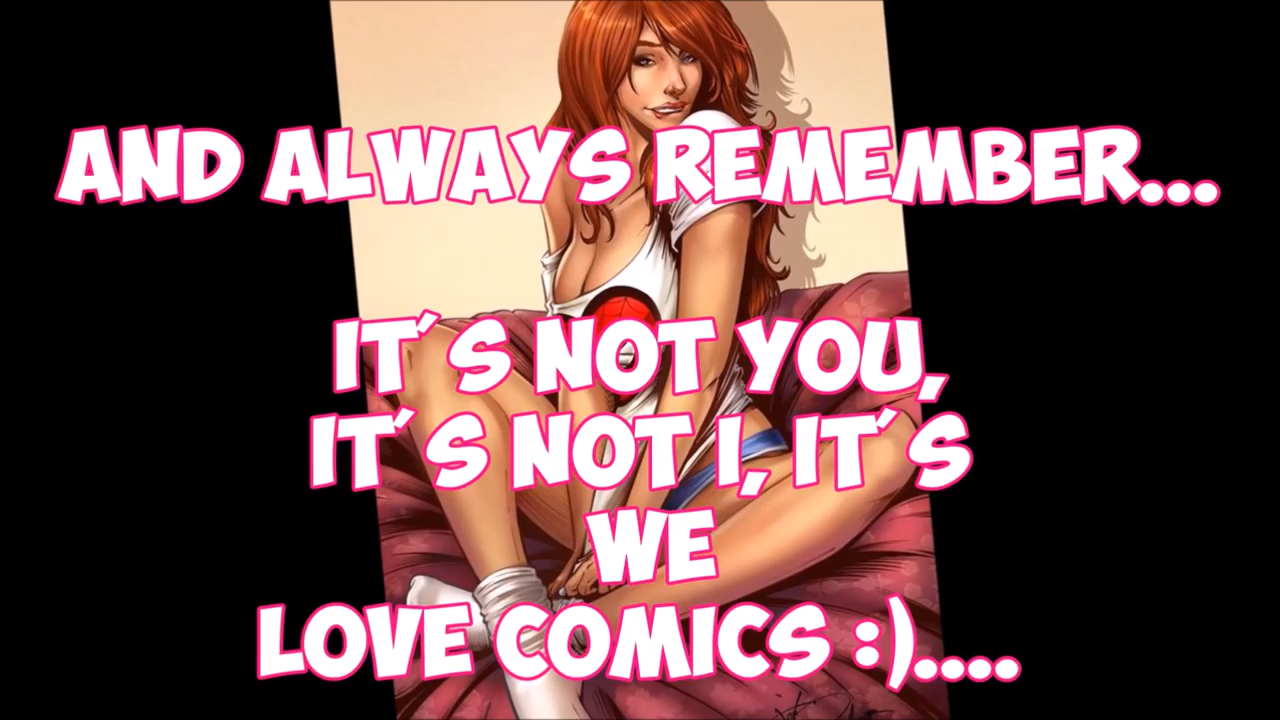 AND ALWAYS REMEMBER...
IT'S NOT YOU,
IT'S NOT I, IT'S
WE
LOVE COMICS :)....